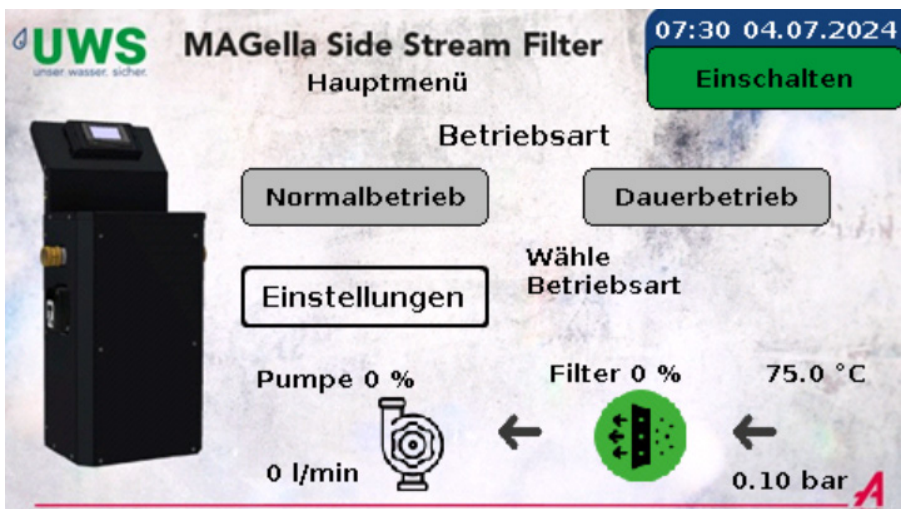 UWS
unser wasser. sicher.
MAGella Side Stream Filter
Hauptmenü
07:30 04.07.2024
Einschalten
Betriebsart
Normalbetrieb
Dauerbetrieb
Einstellungen
Wähle
Betriebsart
Pumpe 0 %
Filter 0 %
75.0 °C
0 l/min
0.10 bar